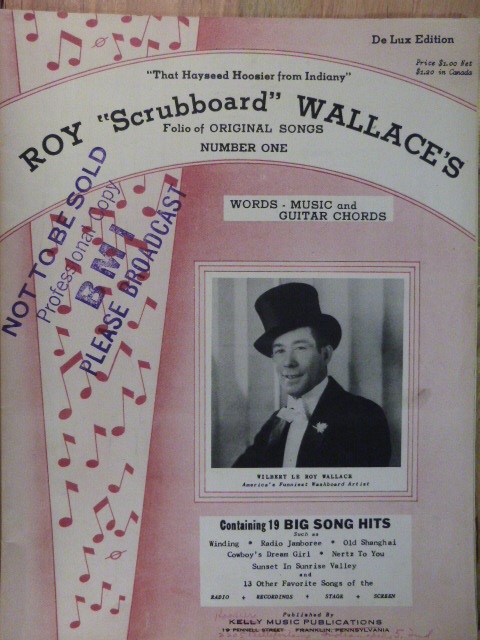 De Lux Edition
Price $1.00 Net
$1.20 in Canada
"That Hayseed Hoosier from Indiany"
ROY "Scrubboard" WALLACE'S
Folio of ORIGINAL SONGS
NUMBER ONE
NOT TO BE SOLD
Professional Copy
BMI
PLEASE BROADCAST
WORDS - MUSIC and
GUITAR CHORDS
WILBERT LE ROY WALLACE
America's Funniest Washboard Artist
Containing 19 BIG SONG HITS
Such as
Winding * Radio Jamboree * Old Shanghai
Cowboy's Dream Girl * Nertz To You
Sunset In Sunrise Valley
and
13 Other Favorite Songs of the
RADIO + RECORDINGS + STAGE + SCREEN
Published By
KELLY MUSIC PUBLICATIONS
FRANKLIN, PENNSYLVANIA